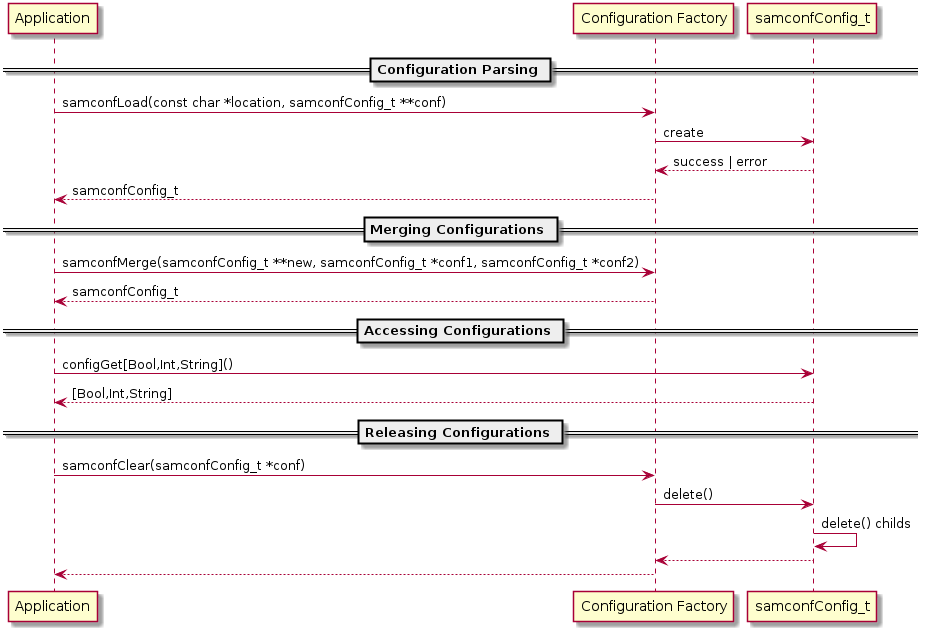 Application
Configuration Factory
samconfConfig_t
Configuration Parsing
samconfLoad(const char *location, samconfConfig_t **conf)
create
success | error
samconfConfig_t
Merging Configurations
samconfMerge(samconfConfig_t **new, samconfConfig_t *conf1, samconfConfig_t *conf2)
samconfConfig_t
Accessing Configurations
configGet[Bool,Int,String]()
[Bool,Int,String]
Releasing Configurations
samconfClear(samconfConfig_t *conf)
delete()
delete() childs
Application
Configuration Factory
samconfConfig_t